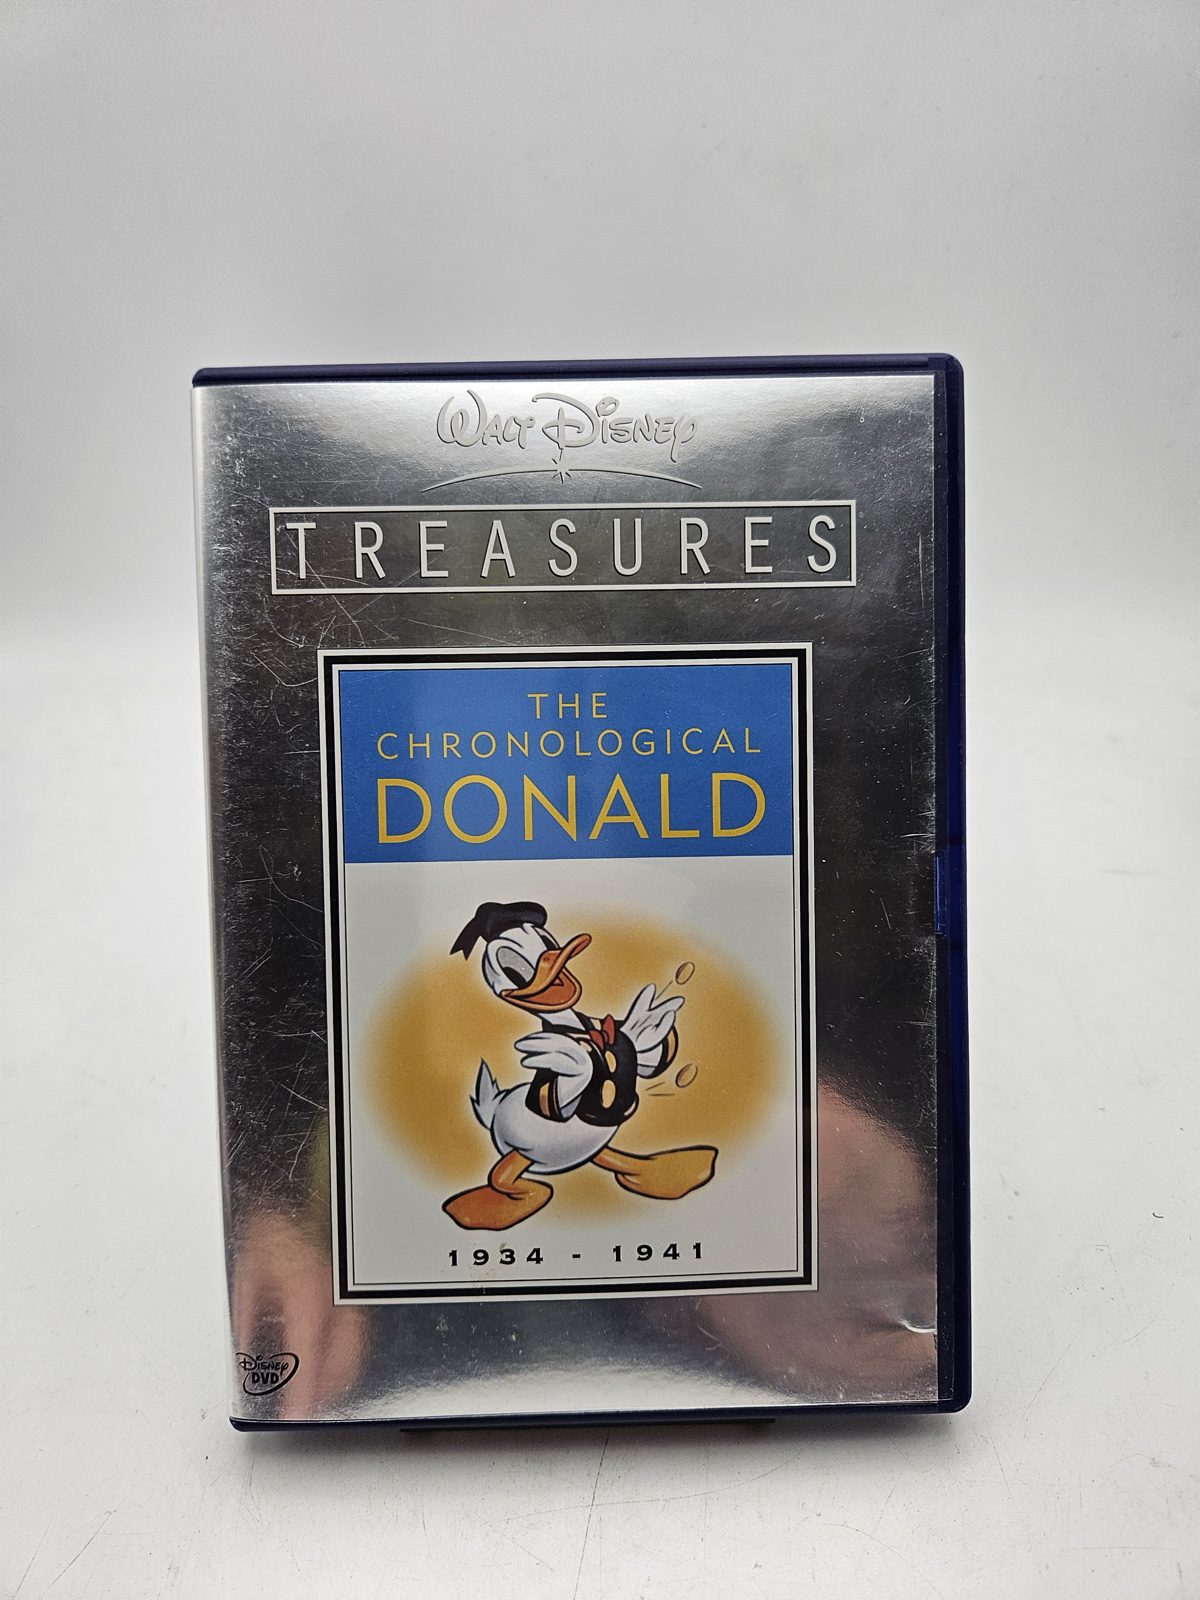 WALT DISNEY
TREASURES
THE
CHRONOLOGICAL
DONALD
1934 - 1941
DISNEY
DVD